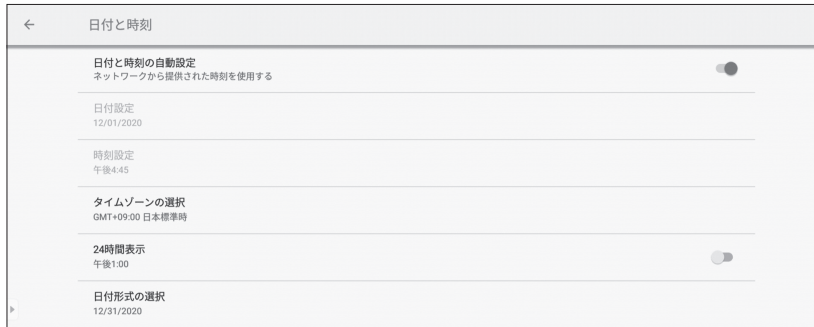 日付と時刻
日付と時刻の自動設定
ネットワークから提供された時刻を使用する
日付設定
12/01/2020
時刻設定
午後4:45
タイムゾーンの選択
GMT+09:00 日本標準時
24時間表示
午後1:00
日付形式の選択
12/31/2020